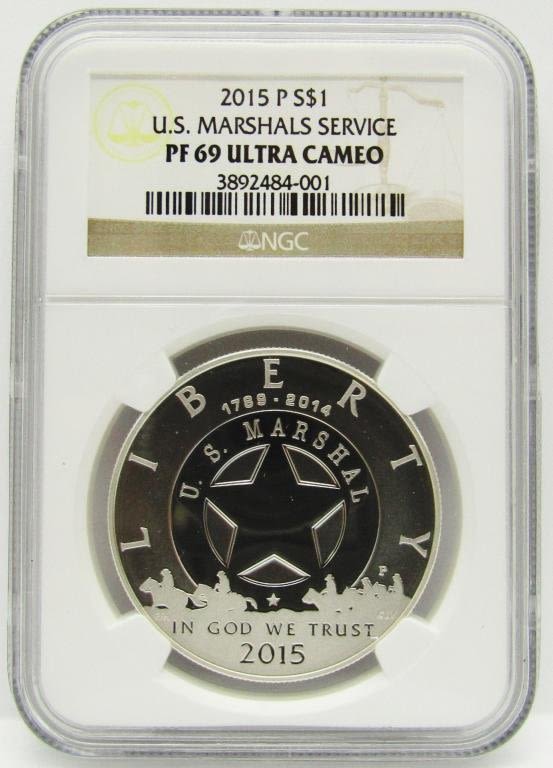 2015 P S$1
U.S. MARSHALS SERVICE
PF 69 ULTRA CAMEO
3892484-001
NGC
LIBERTY
1789 - 2014
U. S. MARSHAL
P
IN GOD WE TRUST
2015